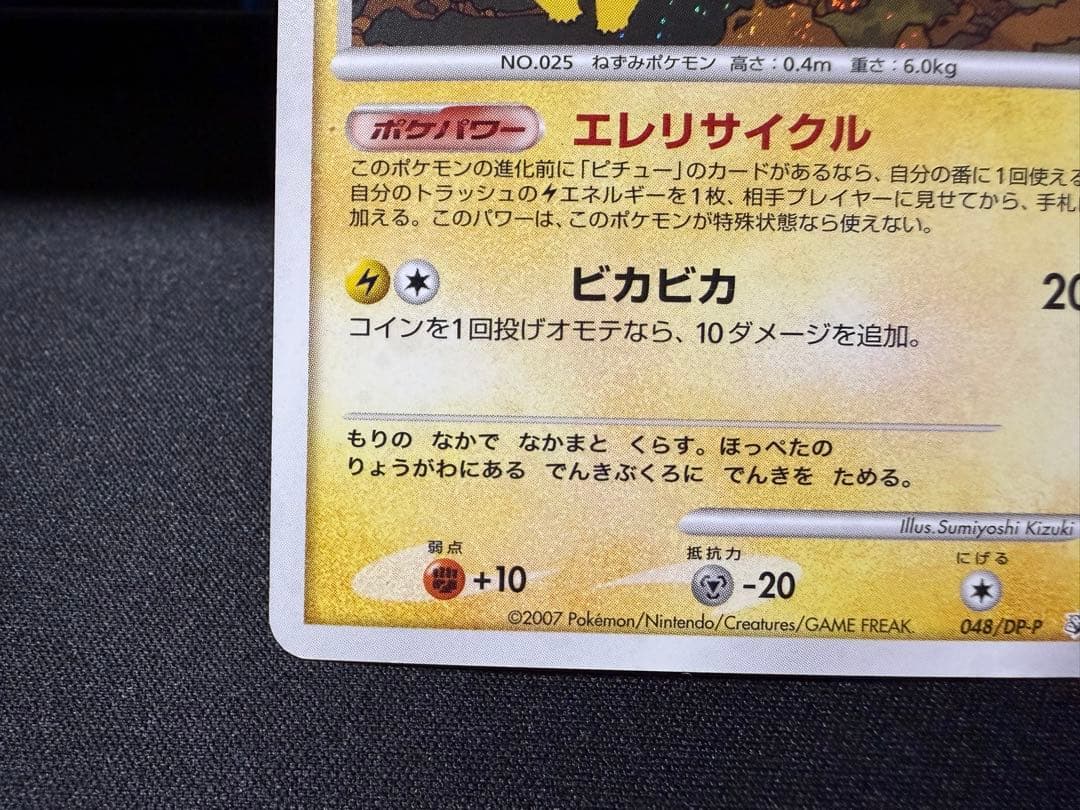 NO.025 ねずみポケモン 高さ:0.4m 重さ:6.0kg
ポケパワー エレリサイクル
このポケモンの進化前に「ピチュー」のカードがあるなら、自分の番に1回使える
自分のトラッシュのエネルギーを1枚、相手プレイヤーに見せてから、手札
加える。このパワーは、このポケモンが特殊状態なら使えない。
ビカビカ 20
コインを1回投げオモテなら、10ダメージを追加。
もりの なかで なかまと くらす。ほっぺたの
りょうがわにある でんきぶくろに でんきを ためる。
Illus.Sumiyoshi Kizuki
弱点 抵抗力 にげる
+10 -20
©2007 Pokémon/Nintendo/Creatures/GAME FREAK. 048/DP-P